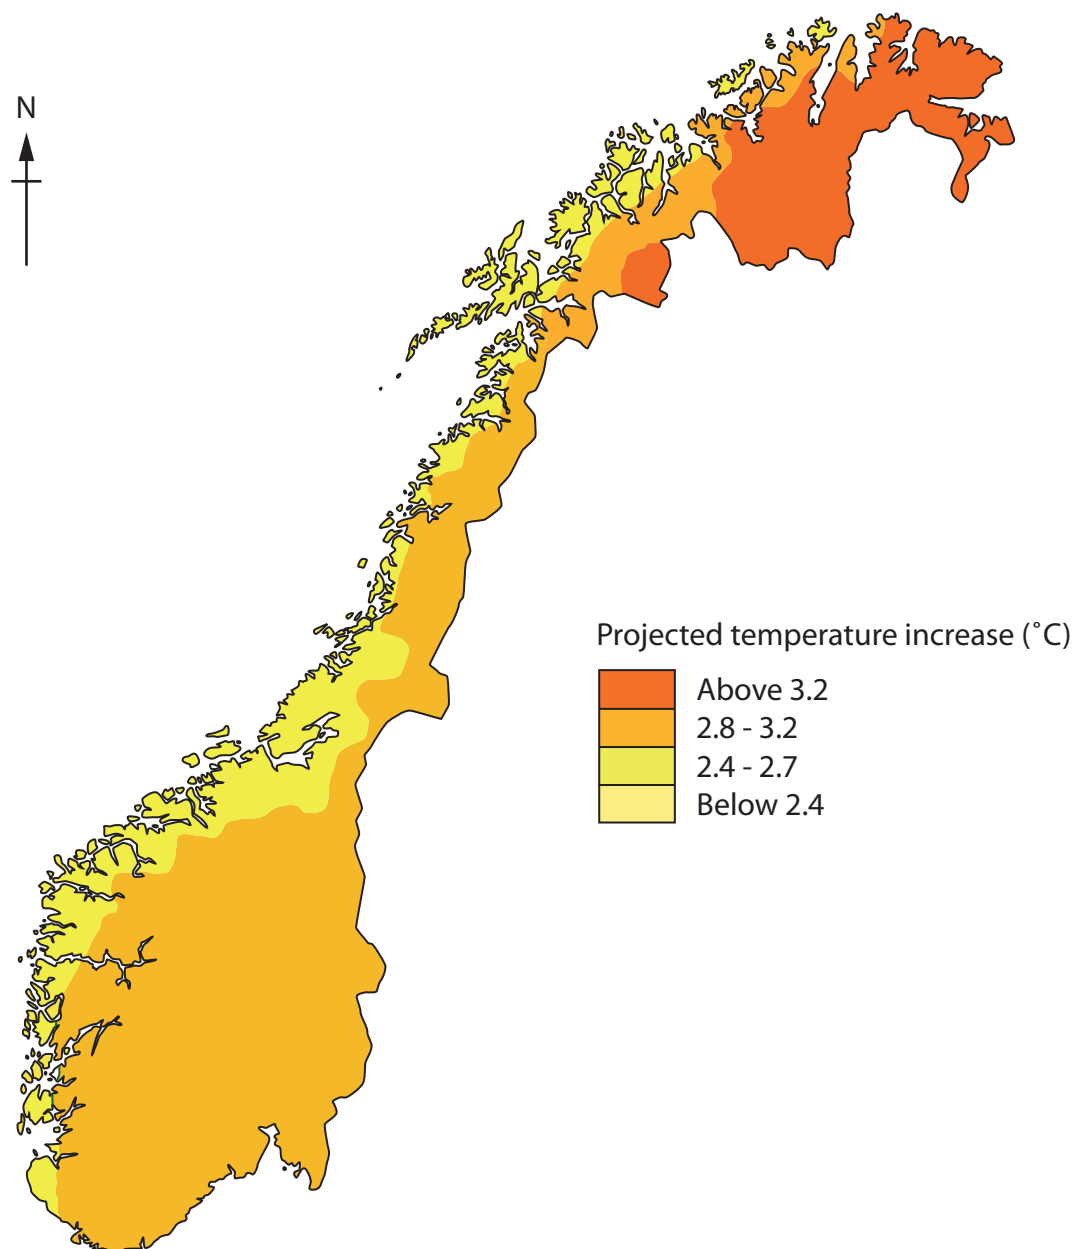 N
Projected temperature increase (˚C)
Above 3.2
2.8 - 3.2
2.4 - 2.7
Below 2.4